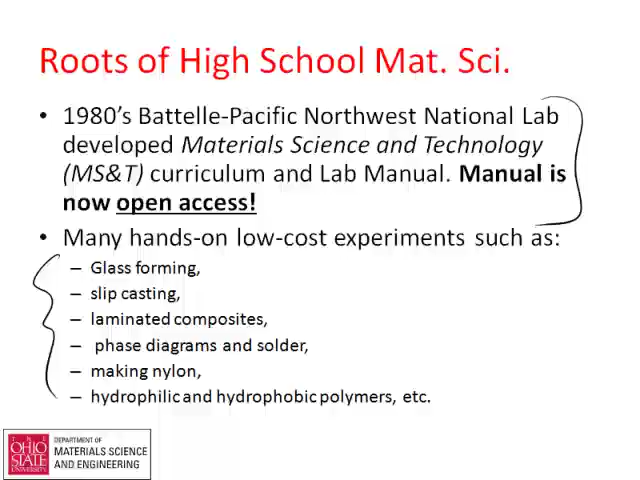 Roots of High School Mat. Sci.
• 1980's Battelle-Pacific Northwest National Lab
developed Materials Science and Technology
(MS&T) curriculum and Lab Manual. Manual is
now open access!
• Many hands-on low-cost experiments such as:
– Glass forming,
– slip casting,
– laminated composites,
– phase diagrams and solder,
– making nylon,
– hydrophilic and hydrophobic polymers, etc.
THE
OHIO
STATE
UNIVERSITY
DEPARTMENT OF
MATERIALS SCIENCE
AND ENGINEERING